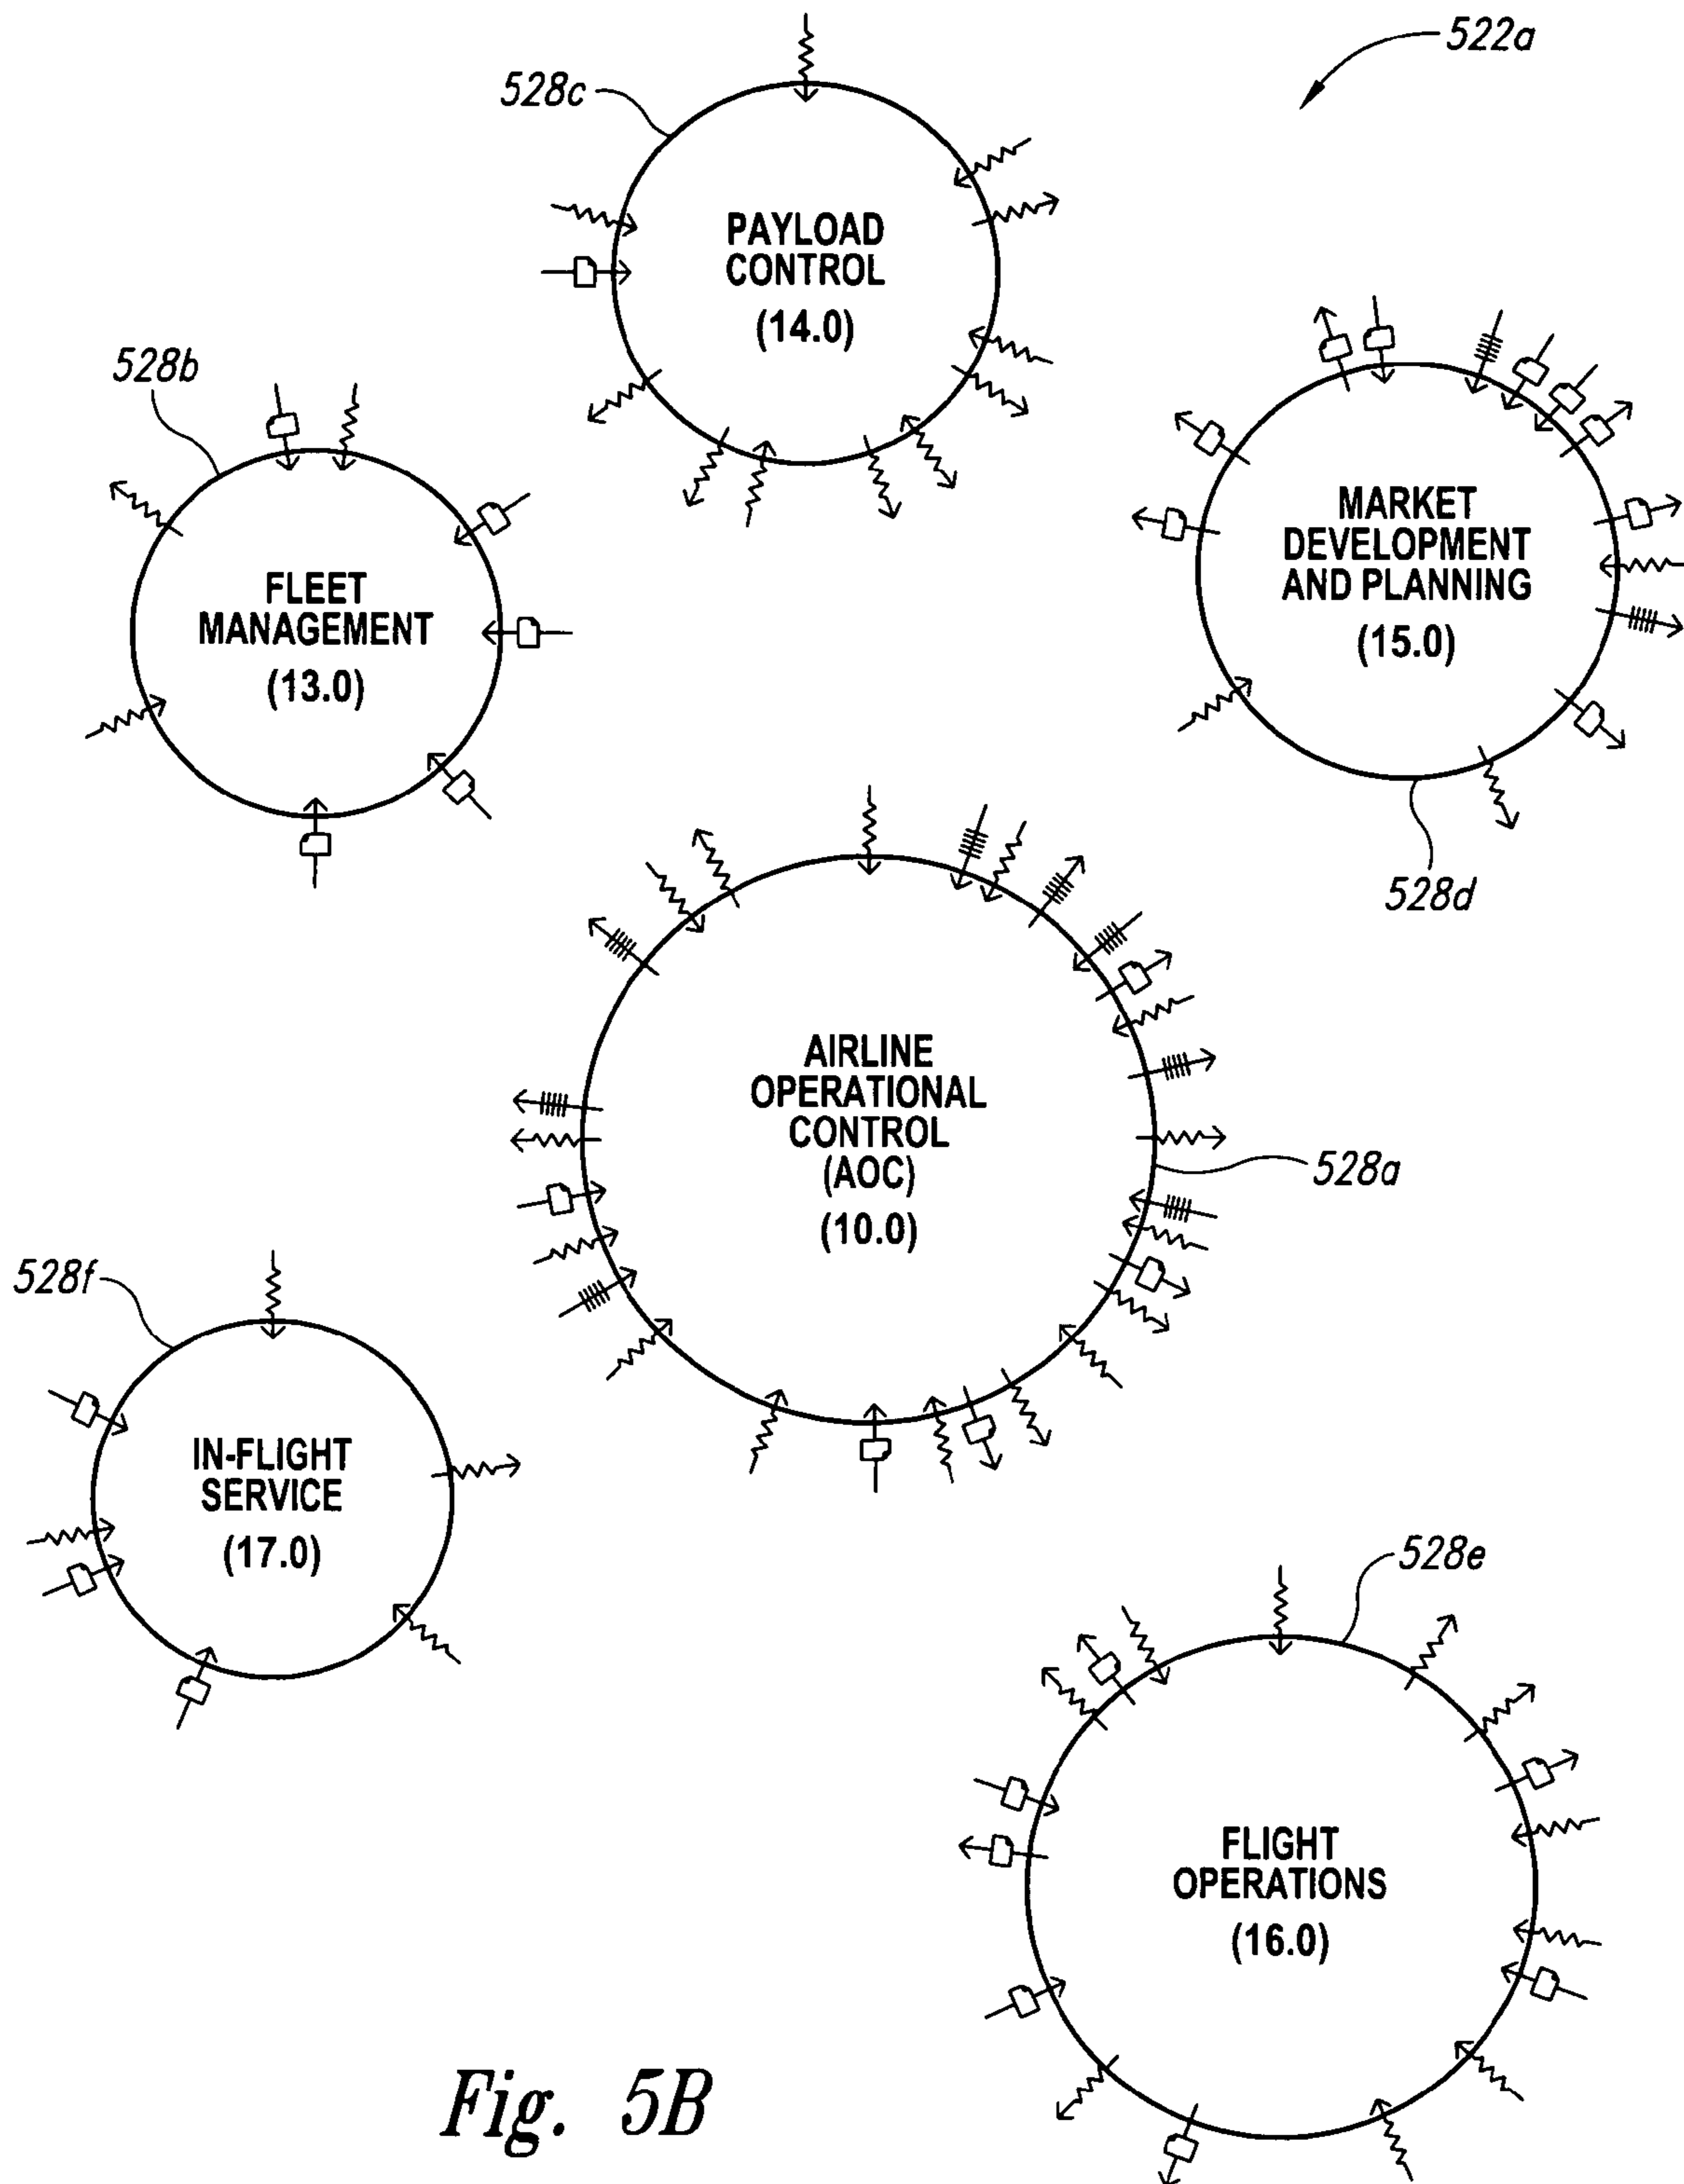 522a
528c
PAYLOAD
CONTROL
(14.0)
528b
FLEET
MANAGEMENT
(13.0)
MARKET
DEVELOPMENT
AND PLANNING
(15.0)
528d
AIRLINE
OPERATIONAL
CONTROL
(AOC)
(10.0)
528a
528f
IN-FLIGHT
SERVICE
(17.0)
528e
FLIGHT
OPERATIONS
(16.0)
Fig. 5B